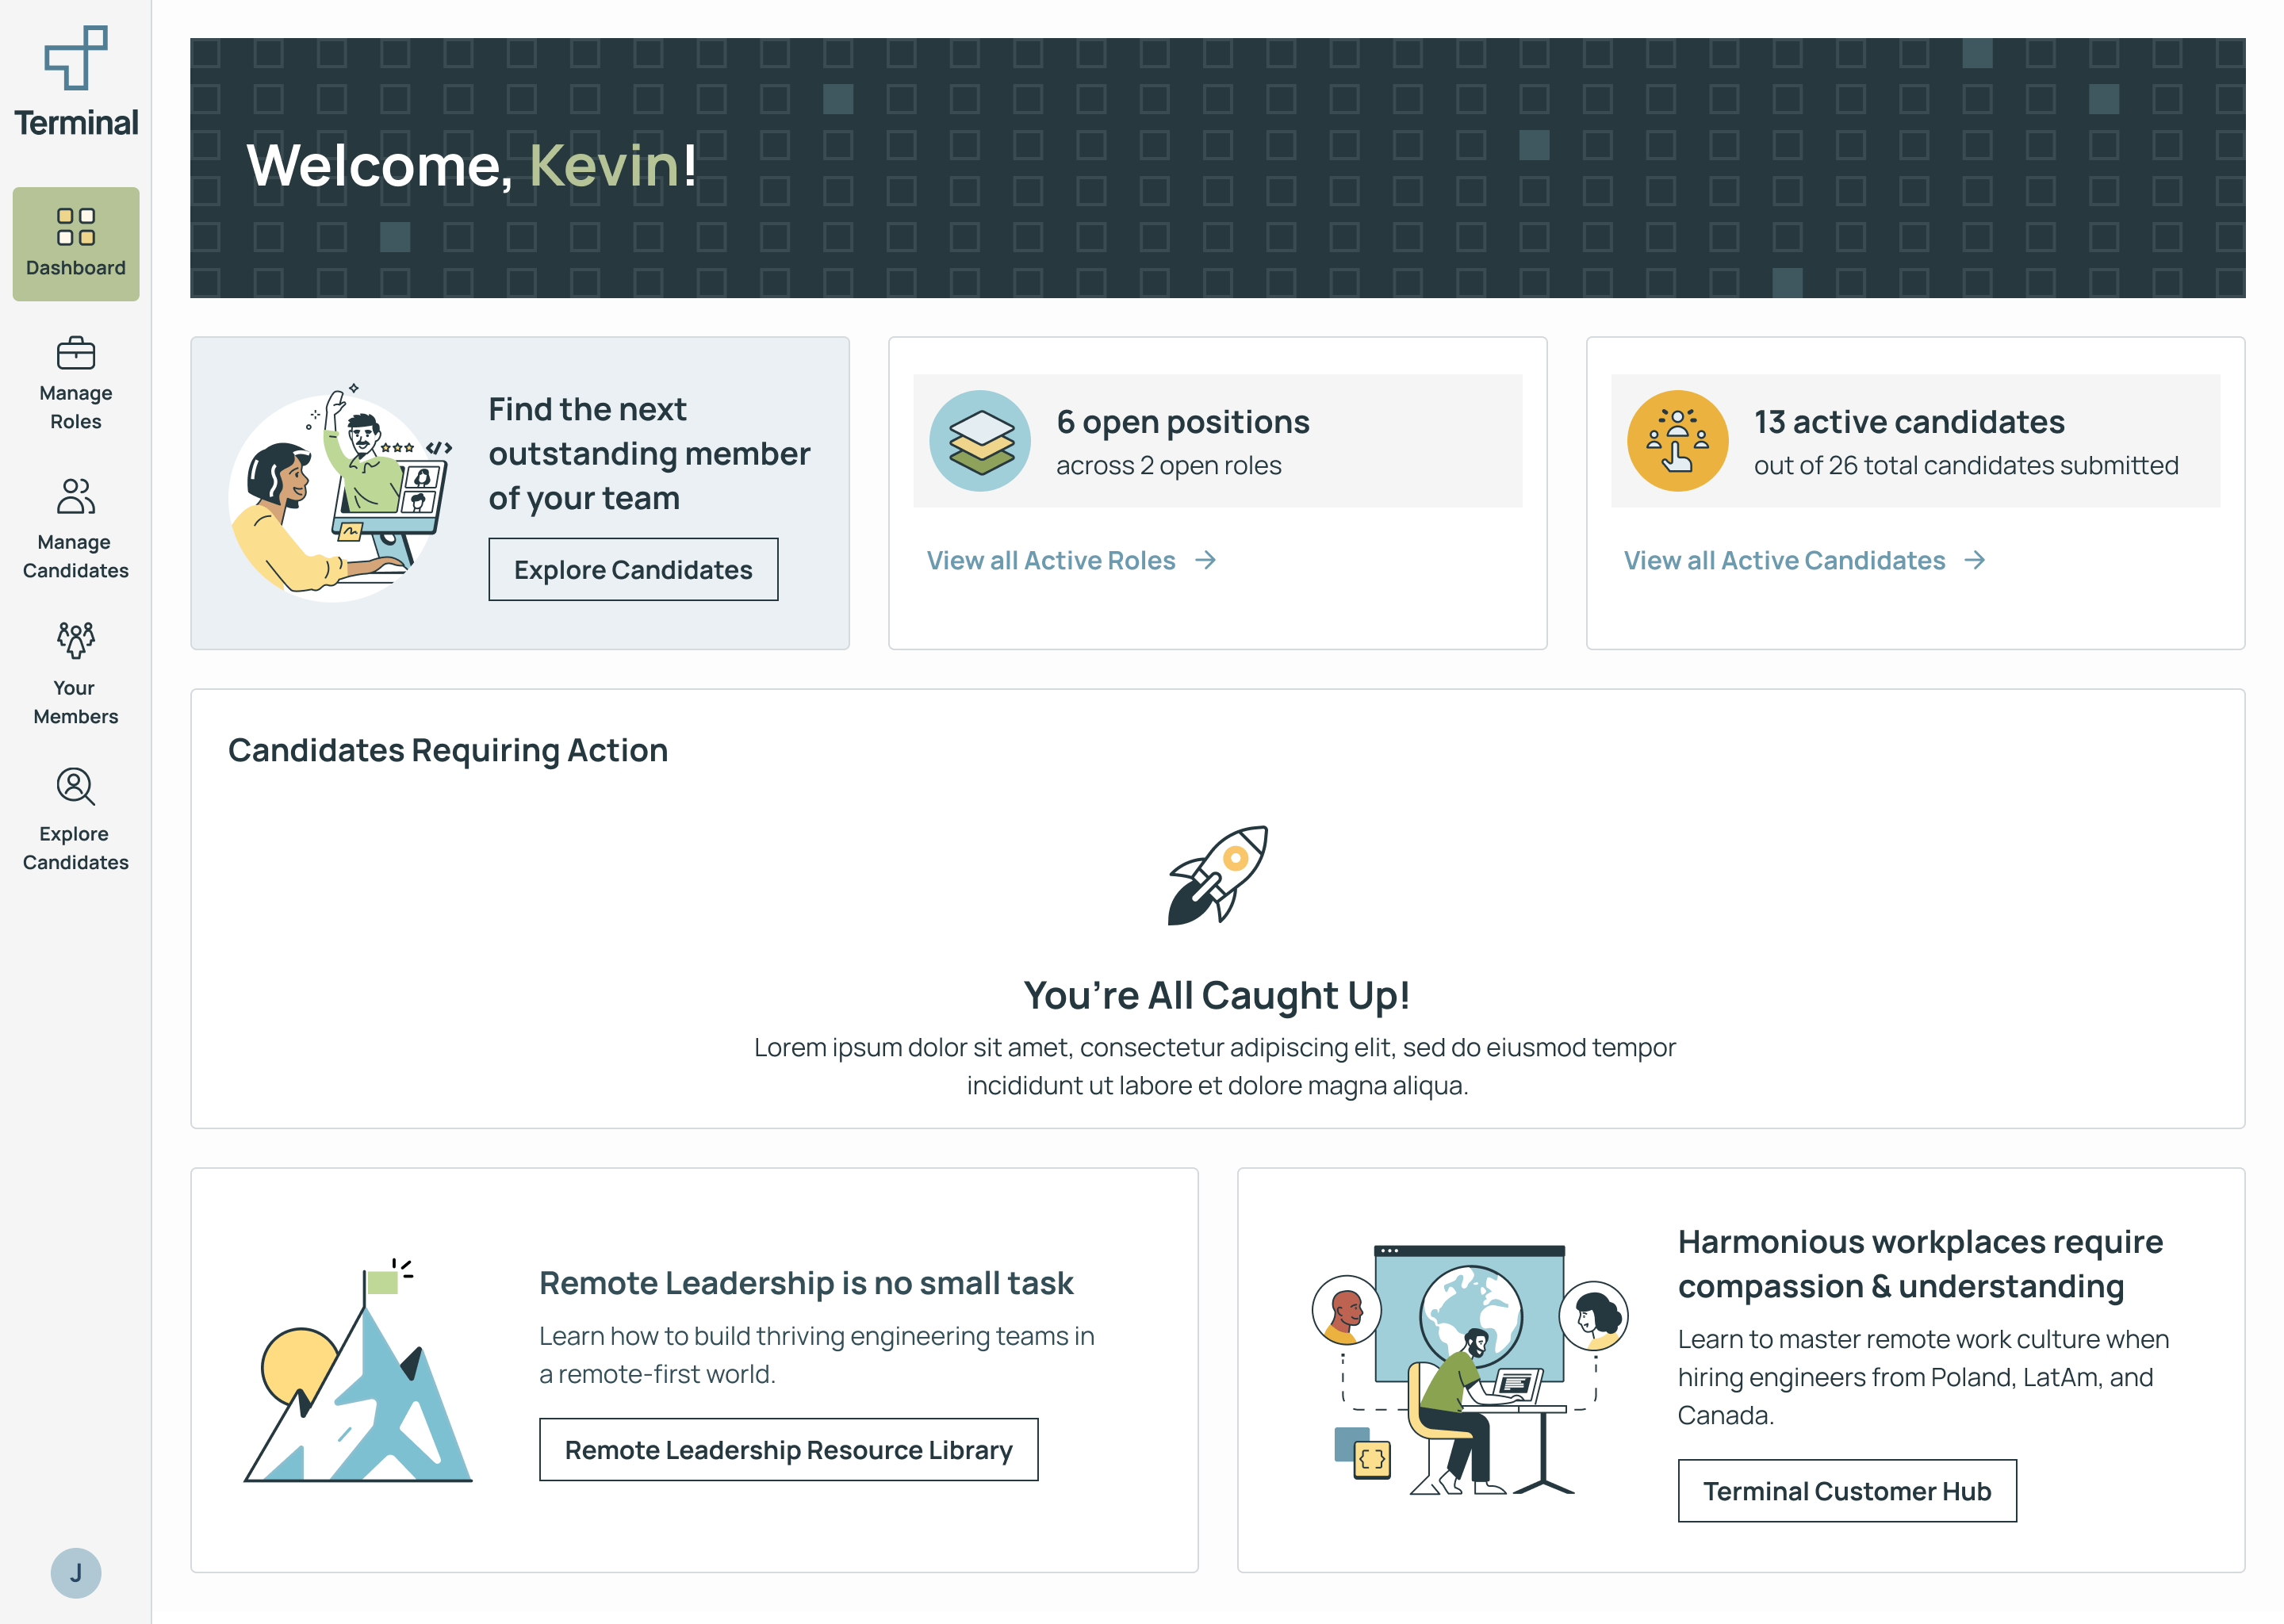 Terminal
Dashboard
Manage
Roles
Manage
Candidates
Your
Members
Explore
Candidates
J
Welcome, Kevin!
Find the next
outstanding member
of your team
Explore Candidates
6 open positions
across 2 open roles
View all Active Roles
13 active candidates
out of 26 total candidates submitted
View all Active Candidates
Candidates Requiring Action
You're All Caught Up!
Lorem ipsum dolor sit amet, consectetur adipiscing elit, sed do eiusmod tempor
incididunt ut labore et dolore magna aliqua.
Remote Leadership is no small task
Learn how to build thriving engineering teams in
a remote-first world.
Remote Leadership Resource Library
Harmonious workplaces require
compassion & understanding
Learn to master remote work culture when
hiring engineers from Poland, LatAm, and
Canada.
Terminal Customer Hub